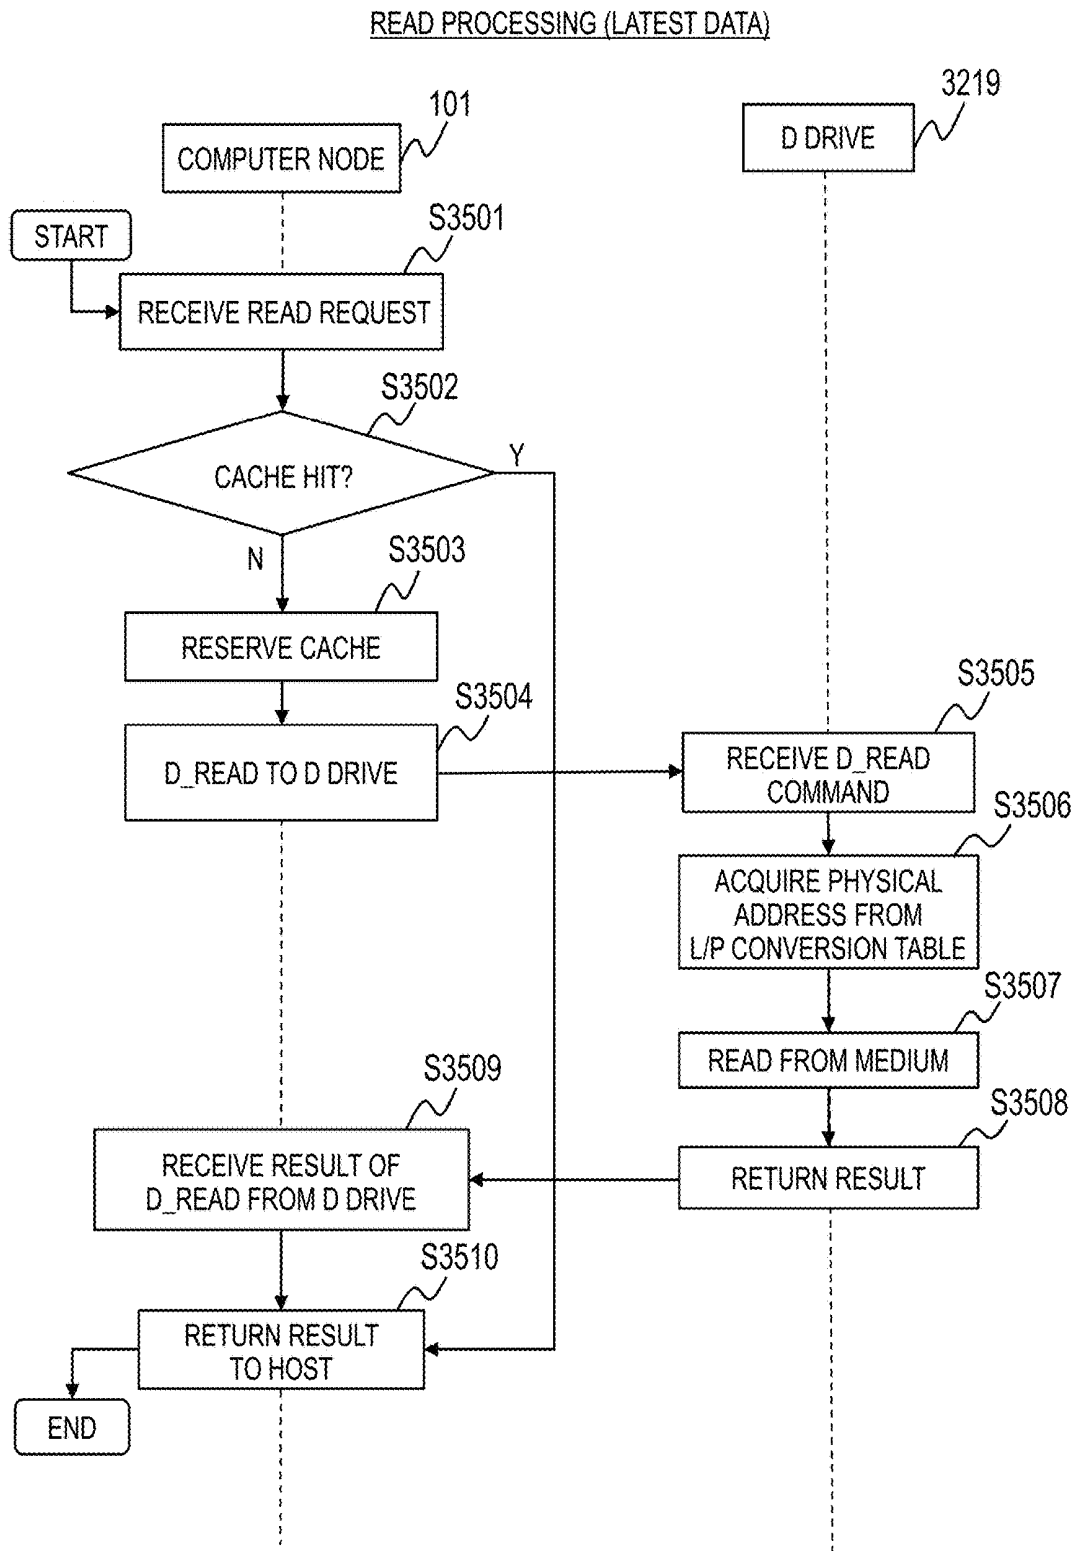 READ PROCESSING (LATEST DATA)
101
COMPUTER NODE
3219
D DRIVE
START
S3501
RECEIVE READ REQUEST
S3502
CACHE HIT?
Y
N
S3503
RESERVE CACHE
S3504
D_READ TO D DRIVE
S3505
RECEIVE D_READ
COMMAND
S3506
ACQUIRE PHYSICAL
ADDRESS FROM
L/P CONVERSION TABLE
S3507
READ FROM MEDIUM
S3508
RETURN RESULT
S3509
RECEIVE RESULT OF
D_READ FROM D DRIVE
S3510
RETURN RESULT
TO HOST
END